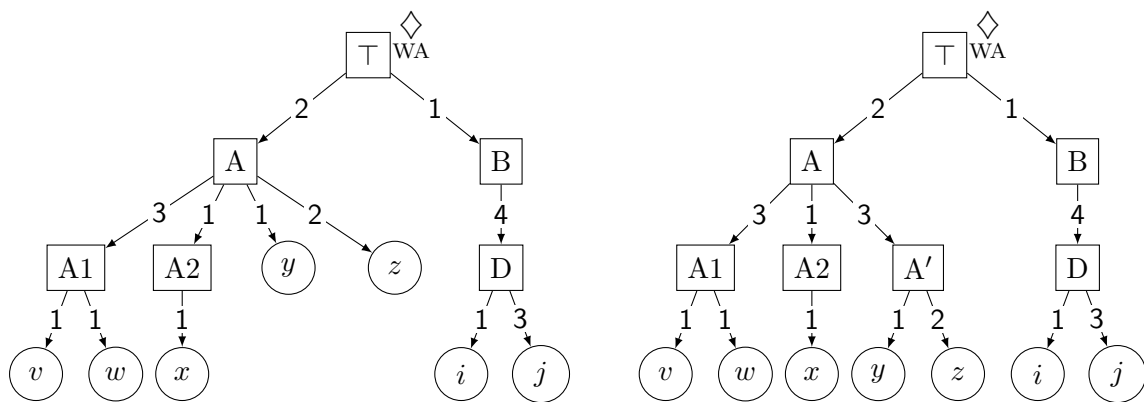 ⊤ WA ⊤ WA
2 1 2 1
A B A B
3 1 1 2 4 3 1 3 4
A1 A2 y z D A1 A2 A′ D
1 1 1 1 3 1 1 1 1 2 1 3
v w x i j v w x y z i j